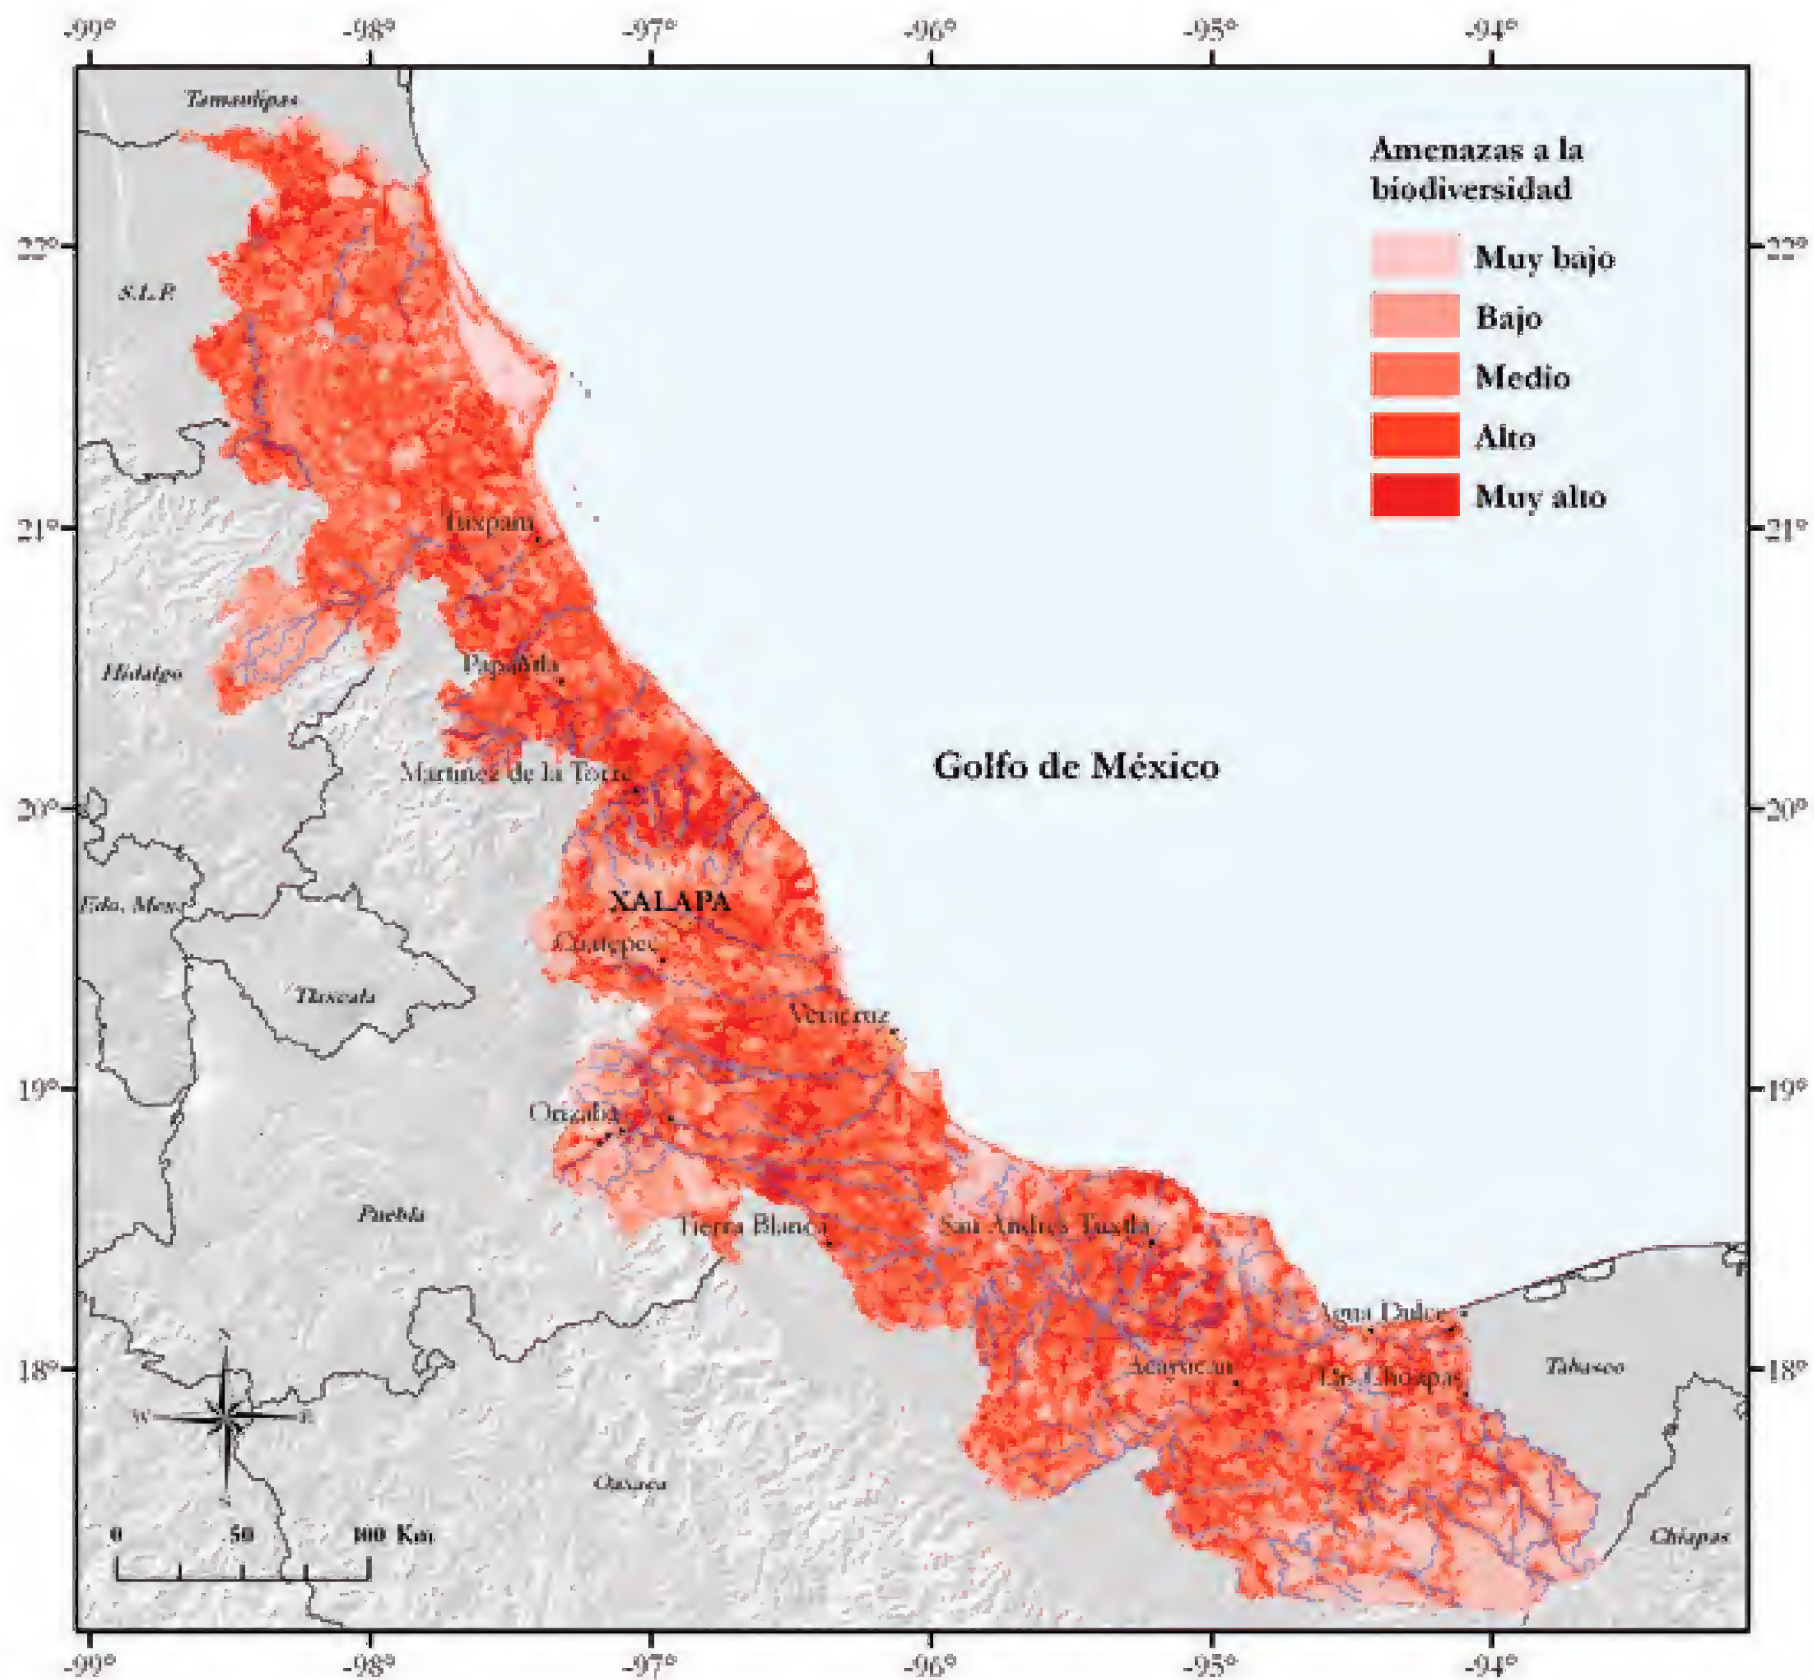 -99° -98° -97° -96° -95° -94°
Tamaulipas
Amenazas a la
biodiversidad
22° 22°
Muy bajo
S.L.P.
Bajo
Medio
Alto
Muy alto
21° 21°
Tuxpam
Hidalgo
Papantla
Golfo de México
Martínez de la Torre
20° 20°
XALAPA
Edo. Mex.
Coatepec
Tlaxcala
Veracruz
19° 19°
Orizaba
Puebla
Tierra Blanca
San Andrés Tuxtla
Agua Dulce
18° 18°
Acayucan
Las Choapas
Tabasco
W E
S
Oaxaca
0 50 100 Km
Chiapas
-99° -98° -97° -96° -95° -94°